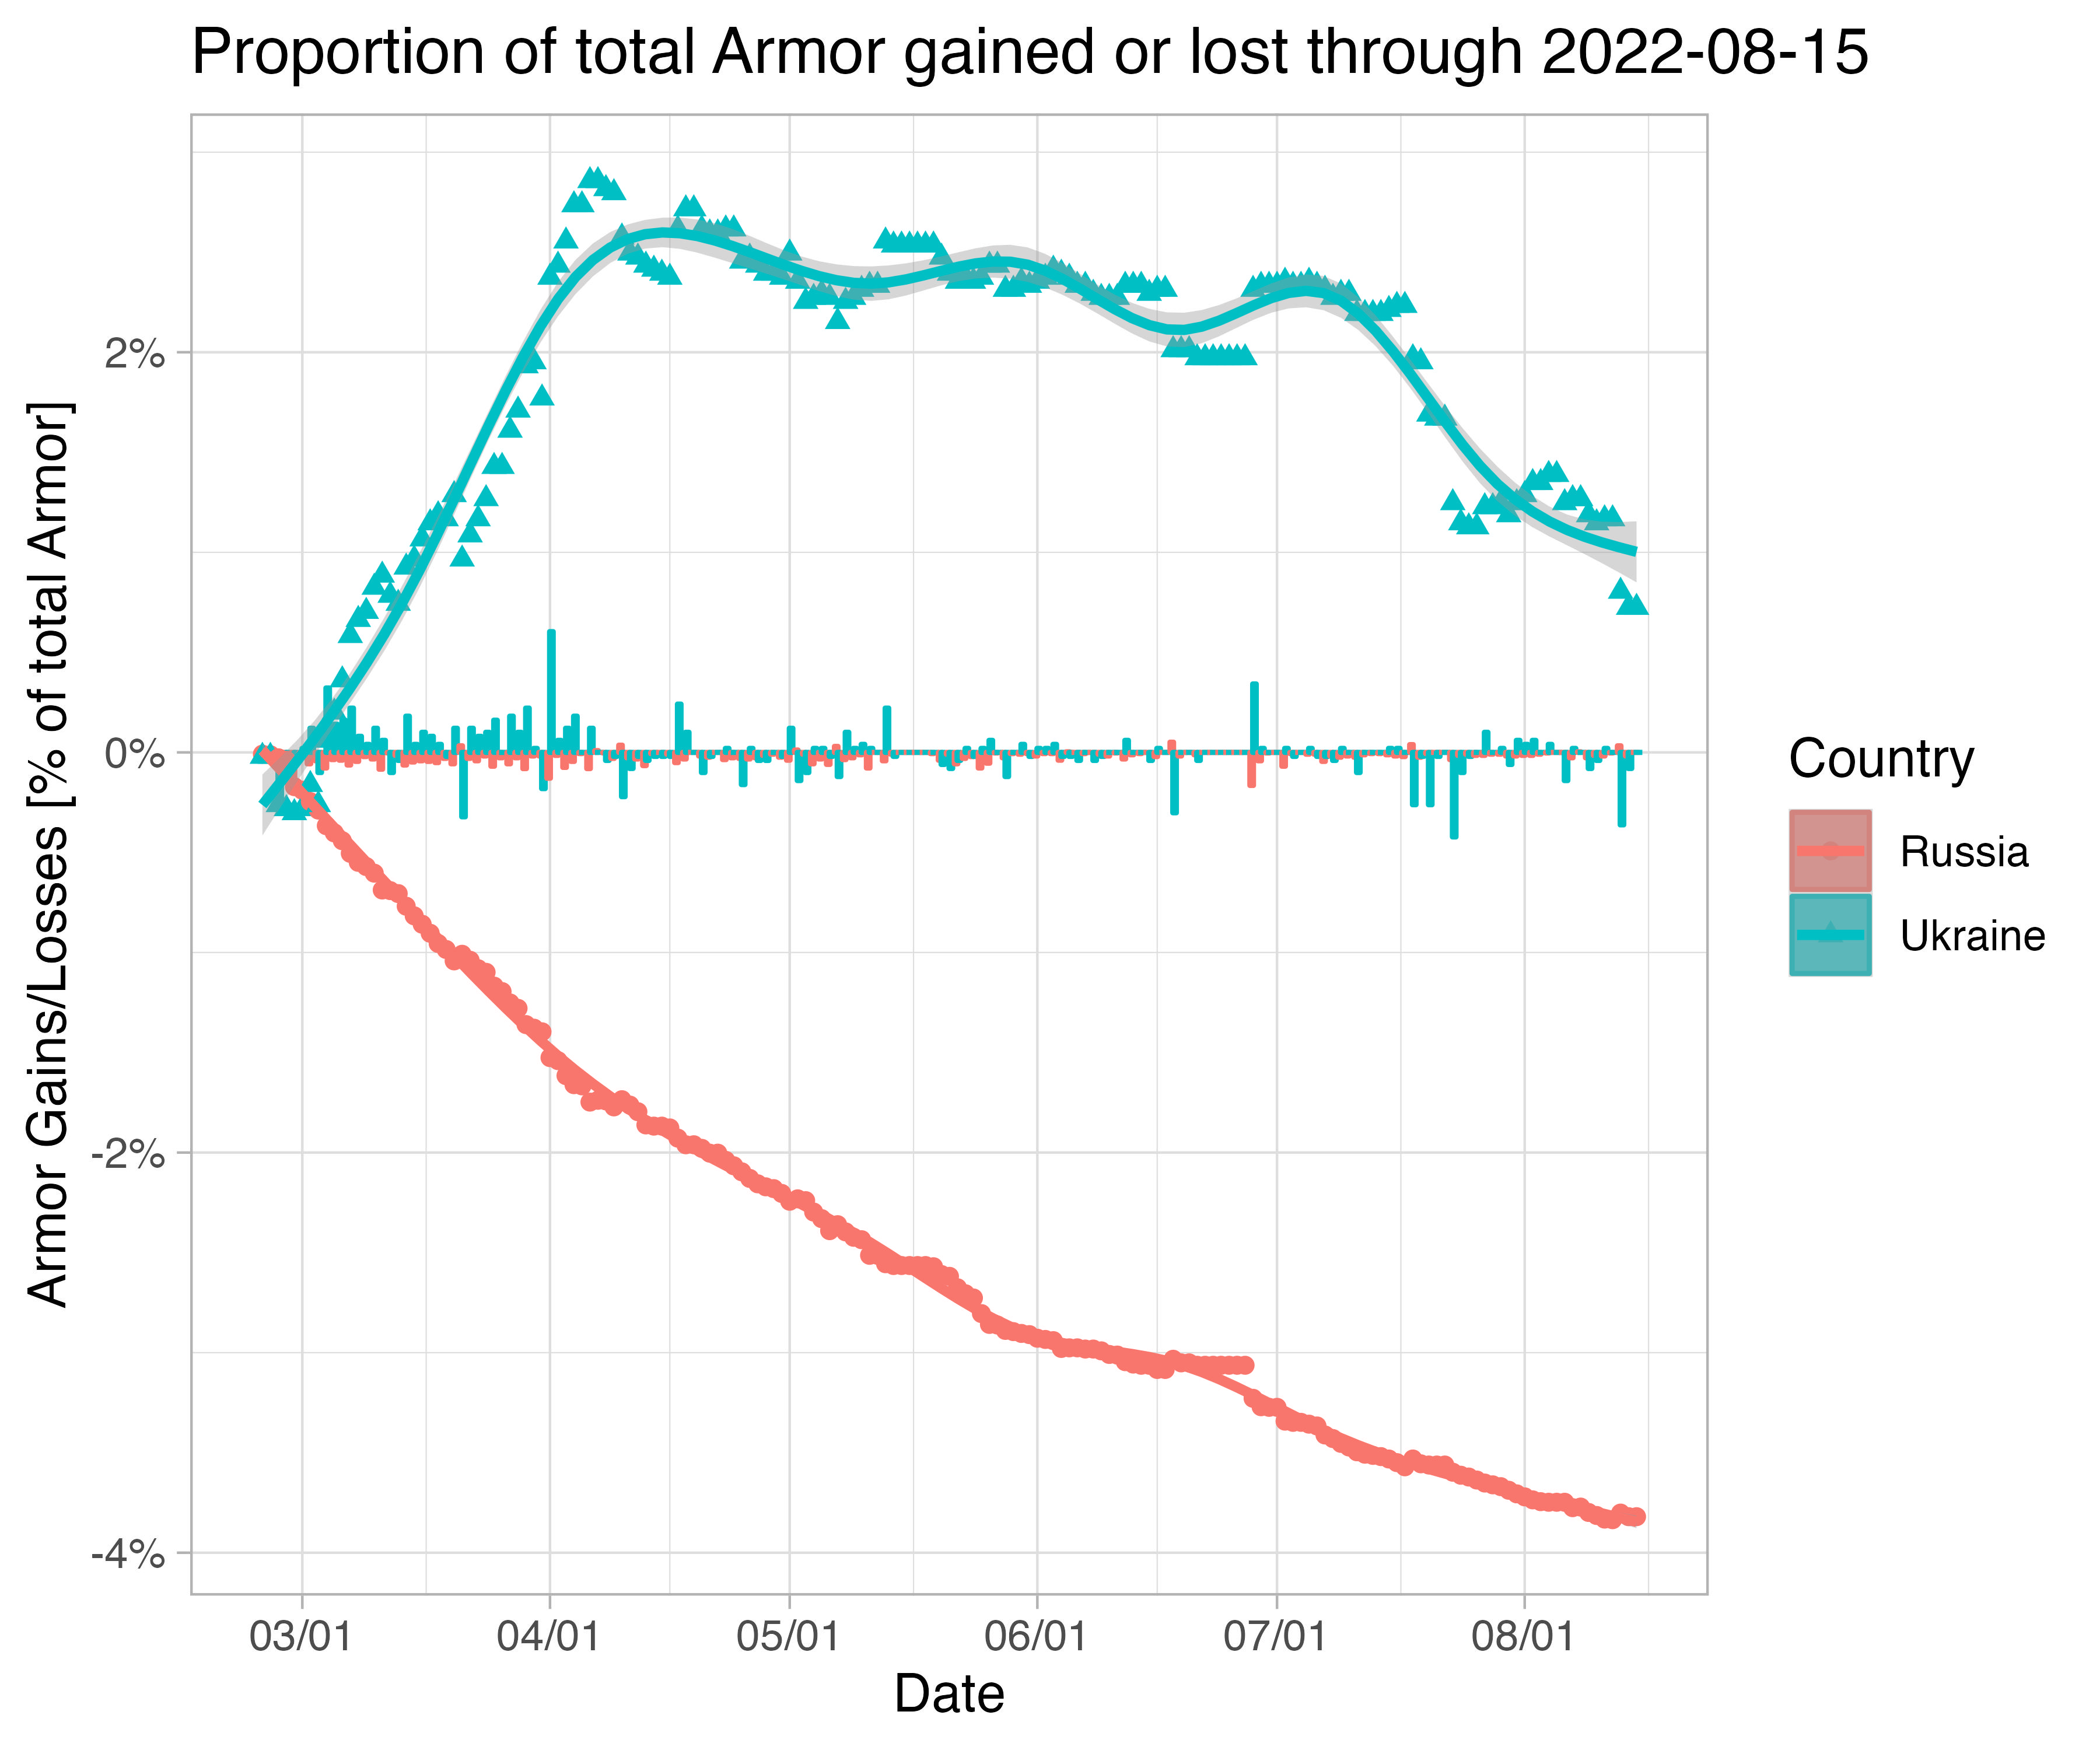 Proportion of total Armor gained or lost through 2022-08-15
Armor Gains/Losses [% of total Armor]
2%
0%
-2%
-4%
03/01 04/01 05/01 06/01 07/01 08/01
Date
Country
Russia
Ukraine